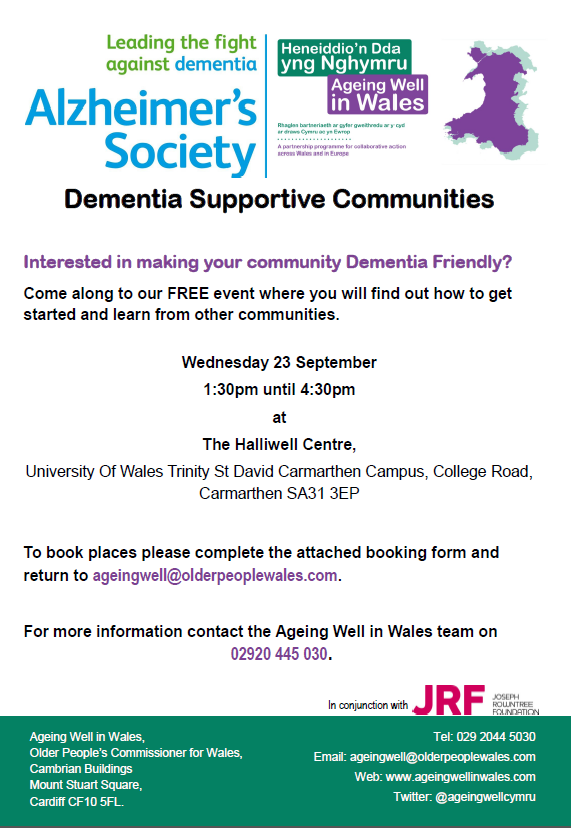 Leading the fight
against dementia
Alzheimer's
Society
Heneiddio'n Dda
yng Nghymru
Ageing Well
in Wales
Rhaglen bartneriaeth ar gyfer gweithredu ar y cyd
ar draws Cymru ac yn Ewrop
A partnership programme for collaborative action
across Wales and in Europe
Dementia Supportive Communities
Interested in making your community Dementia Friendly?
Come along to our FREE event where you will find out how to get
started and learn from other communities.
Wednesday 23 September
1:30pm until 4:30pm
at
The Halliwell Centre,
University Of Wales Trinity St David Carmarthen Campus, College Road,
Carmarthen SA31 3EP
To book places please complete the attached booking form and
return to ageingwell@olderpeoplewales.com.
For more information contact the Ageing Well in Wales team on
02920 445 030.
In conjunction with JRF JOSEPH
ROWNTREE
FOUNDATION
Ageing Well in Wales,
Older People's Commissioner for Wales,
Cambrian Buildings
Mount Stuart Square,
Cardiff CF10 5FL.
Tel: 029 2044 5030
Email: ageingwell@olderpeoplewales.com
Web: www.ageingwellinwales.com
Twitter: @ageingwellcymru